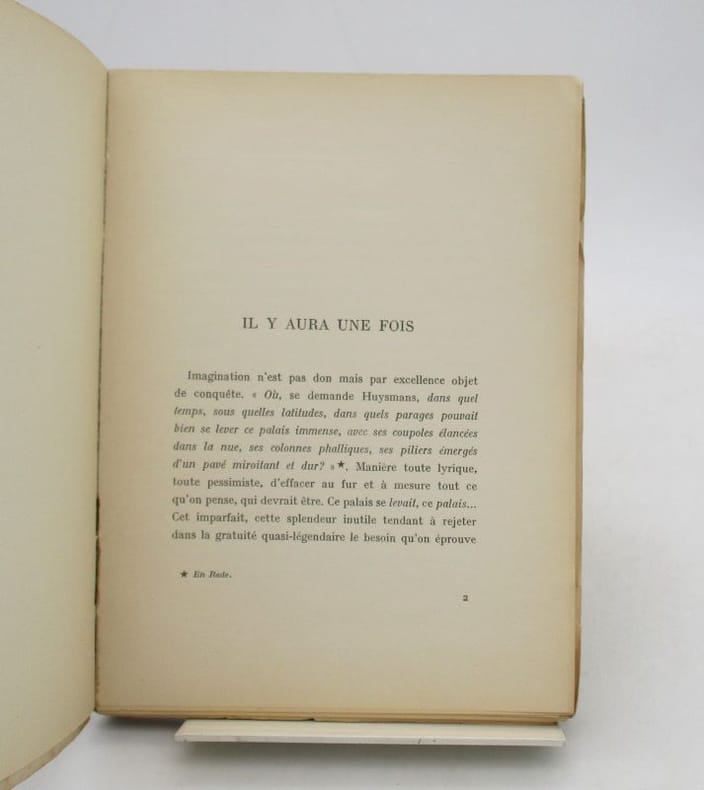 IL Y AURA UNE FOIS
Imagination n'est pas don mais par excellence objet
de conquête. « Où, se demande Huysmans, dans quel
temps, sous quelles latitudes, dans quels parages pouvait
bien se lever ce palais immense, avec ses coupoles élancées
dans la nue, ses colonnes phalliques, ses piliers émergés
d'un pavé miroitant et dur? »★. Manière toute lyrique,
toute pessimiste, d'effacer au fur et à mesure tout ce
qu'on pense, qui devrait être. Ce palais se levait, ce palais...
Cet imparfait, cette splendeur inutile tendant à rejeter
dans la gratuité quasi-légendaire le besoin qu'on éprouve
★ En Rade.
2